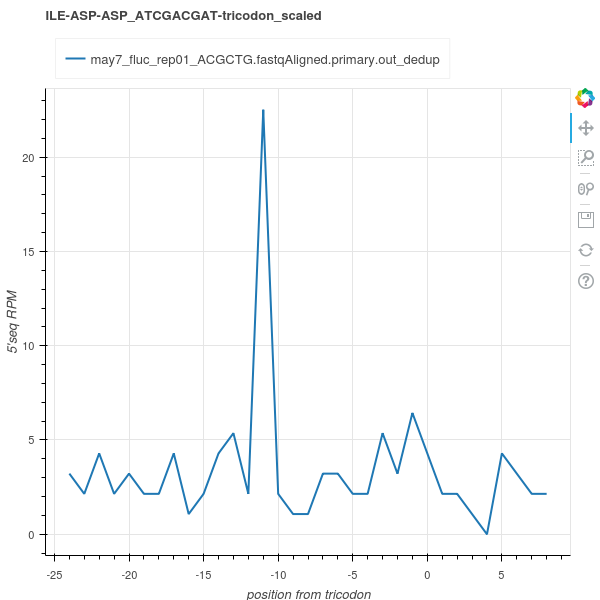 ILE-ASP-ASP_ATCGACGAT-tricodon_scaled
may7_fluc_rep01_ACGCTG.fastqAligned.primary.out_dedup
20
15
10
5
0
5'seq RPM
-25 -20 -15 -10 -5 0 5
position from tricodon